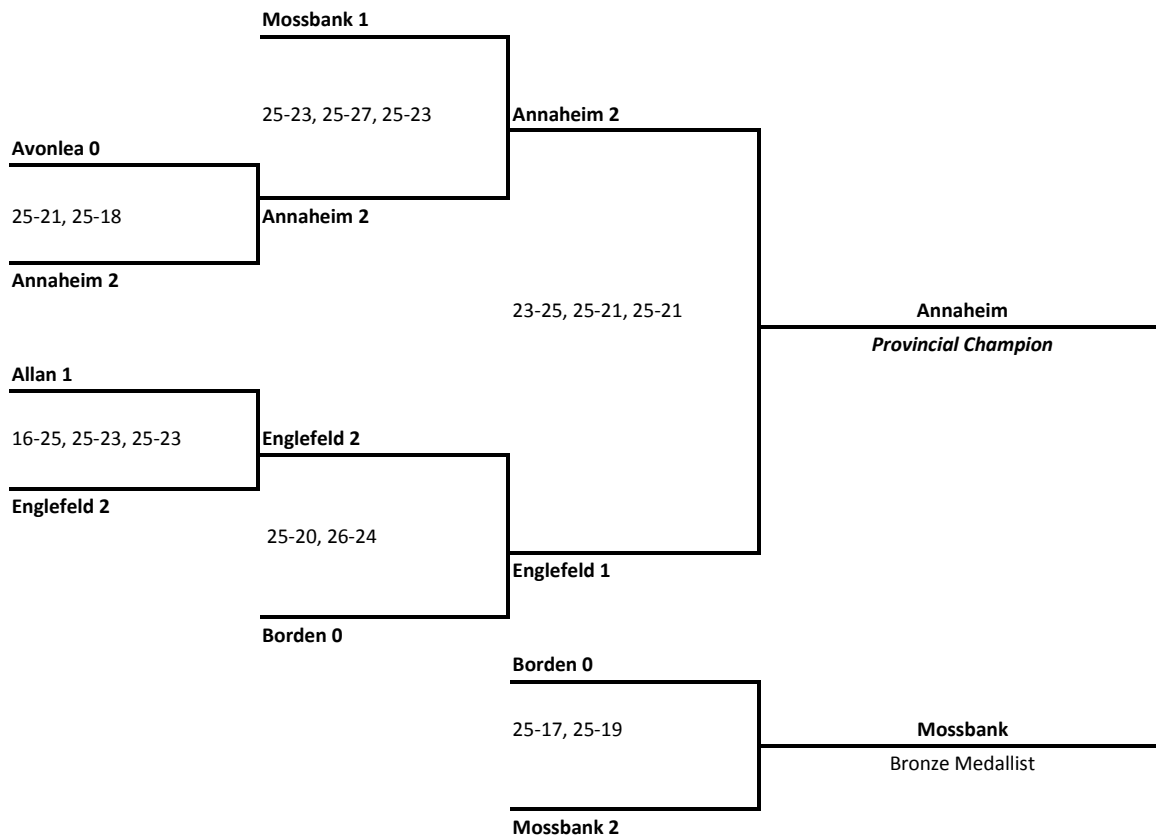 Mossbank 1
25-23, 25-27, 25-23
Annaheim 2
Avonlea 0
25-21, 25-18
Annaheim 2
Annaheim 2
23-25, 25-21, 25-21
Annaheim
Provincial Champion
Allan 1
16-25, 25-23, 25-23
Englefeld 2
Englefeld 2
25-20, 26-24
Englefeld 1
Borden 0
Borden 0
25-17, 25-19
Mossbank
Bronze Medallist
Mossbank 2